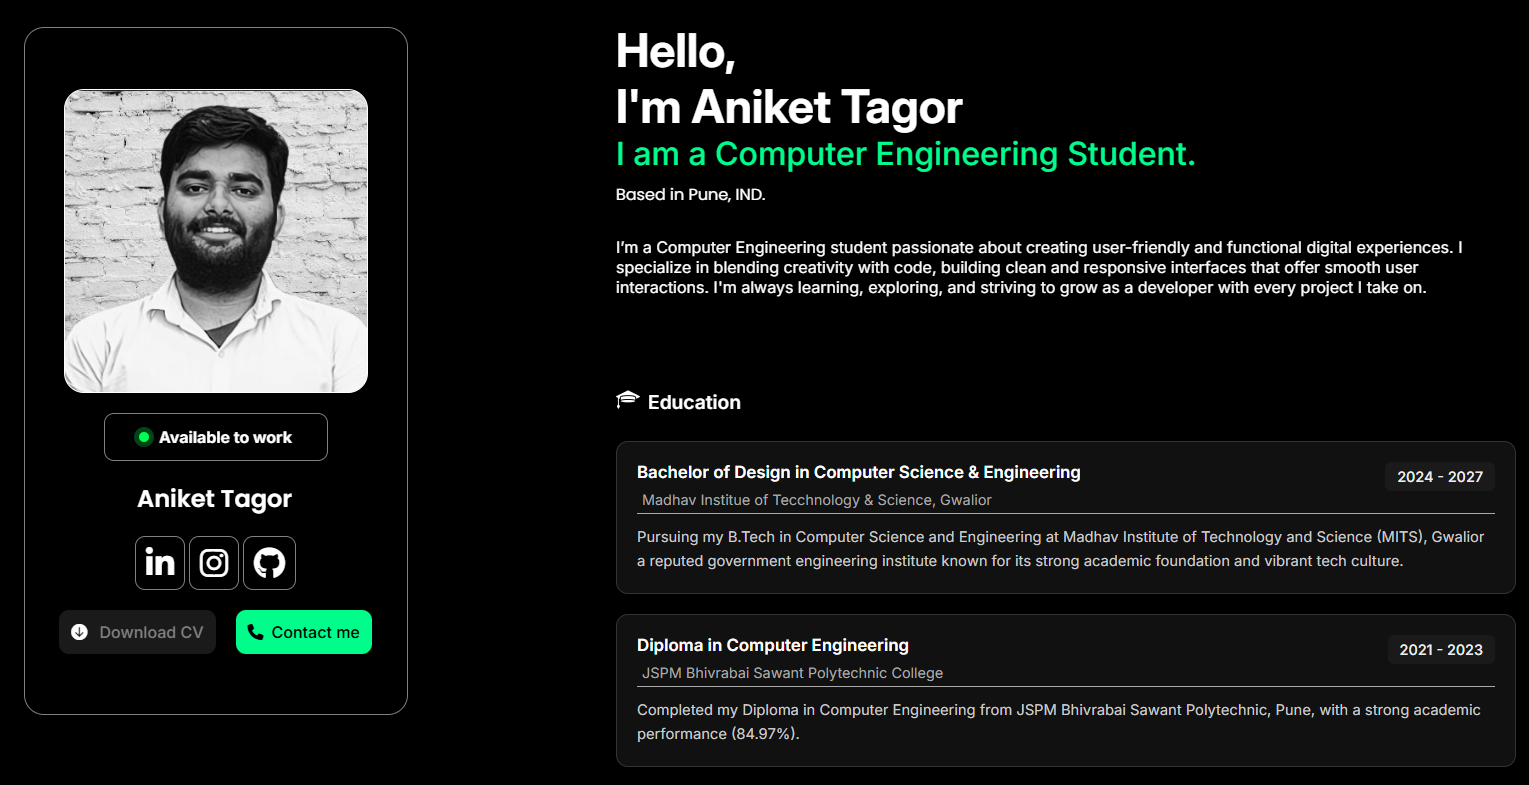 Available to work
Aniket Tagor
in
Download CV
Contact me
Hello,
I'm Aniket Tagor
I am a Computer Engineering Student.
Based in Pune, IND.
I’m a Computer Engineering student passionate about creating user-friendly and functional digital experiences. I
specialize in blending creativity with code, building clean and responsive interfaces that offer smooth user
interactions. I'm always learning, exploring, and striving to grow as a developer with every project I take on.
Education
Bachelor of Design in Computer Science & Engineering
2024 - 2027
Madhav Institue of Tecchnology & Science, Gwalior
Pursuing my B.Tech in Computer Science and Engineering at Madhav Institute of Technology and Science (MITS), Gwalior
a reputed government engineering institute known for its strong academic foundation and vibrant tech culture.
Diploma in Computer Engineering
2021 - 2023
JSPM Bhivrabai Sawant Polytechnic College
Completed my Diploma in Computer Engineering from JSPM Bhivrabai Sawant Polytechnic, Pune, with a strong academic
performance (84.97%).